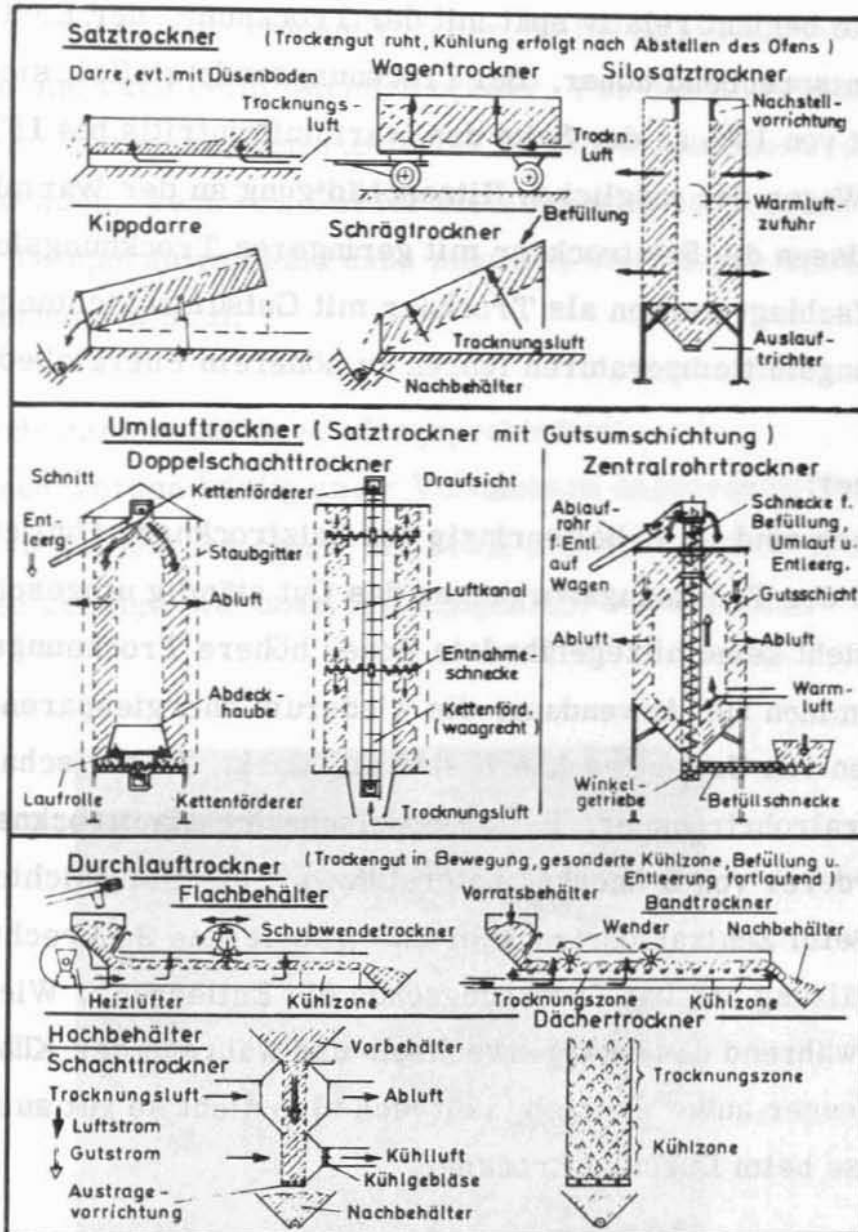 Satztrockner (Trockengut ruht, Kühlung erfolgt nach Abstellen des Ofens)
Darre, evt. mit Düsenboden
Trocknungs-
luft
Wagentrockner
Trockn.
Luft
Silosatztrockner
Nachstell-
vorrichtung
Warmluft-
zufuhr
Auslauf-
trichter
Kippdarre
Schrägtrockner
Befüllung
Trocknungsluft
Nachbehälter
Umlauftrockner (Satztrockner mit Gutsumschichtung)
Doppelschachttrockner
Schnitt
Kettenförderer
Draufsicht
Ent-
leerg.
Staubgitter
Abluft
Luftkanal
Entnahme-
schnecke
Abdeck-
haube
Kettenförd.
(waagrecht)
Laufrolle
Kettenförderer
Trocknungsluft
Zentralrohrtrockner
Ablauf-
rohr
z. Entl.
auf
Wagen
Schnecke f.
Befüllung,
Umlauf u.
Entleerg.
Gutsschicht
Abluft
Abluft
Warm-
luft
Winkel-
getriebe
Befüllschnecke
Durchlauftrockner (Trockengut in Bewegung, gesonderte Kühlzone, Befüllung u.
Entleerung fortlaufend)
Flachbehälter
Schubwendetrockner
Heizlüfter
Kühlzone
Bandtrockner
Vorratsbehälter
Wender
Nachbehälter
Trocknungszone
Kühlzone
Hochbehälter
Schachttrockner
Vorbehälter
Trocknungsluft
Abluft
Luftstrom
Gutstrom
Kühlluft
Kühlgebläse
Austrage-
vorrichtung
Nachbehälter
Dächertrockner
Trocknungszone
Kühlzone